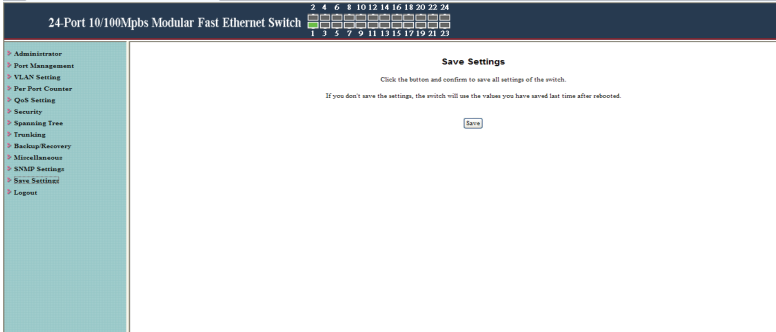 2 4 6 8 10 12 14 16 18 20 22 24
24-Port 10/100Mpbs Modular Fast Ethernet Switch
1 3 5 7 9 11 13 15 17 19 21 23
Administrator
Port Management
VLAN Setting
Per Port Counter
QoS Setting
Security
Spanning Tree
Trunking
Backup/Recovery
Miscellaneous
SNMP Settings
Save Settings
Logout
Save Settings
Click the button and confirm to save all settings of the switch.
If you don't save the settings, the switch will use the values you have saved last time after rebooted.
Save